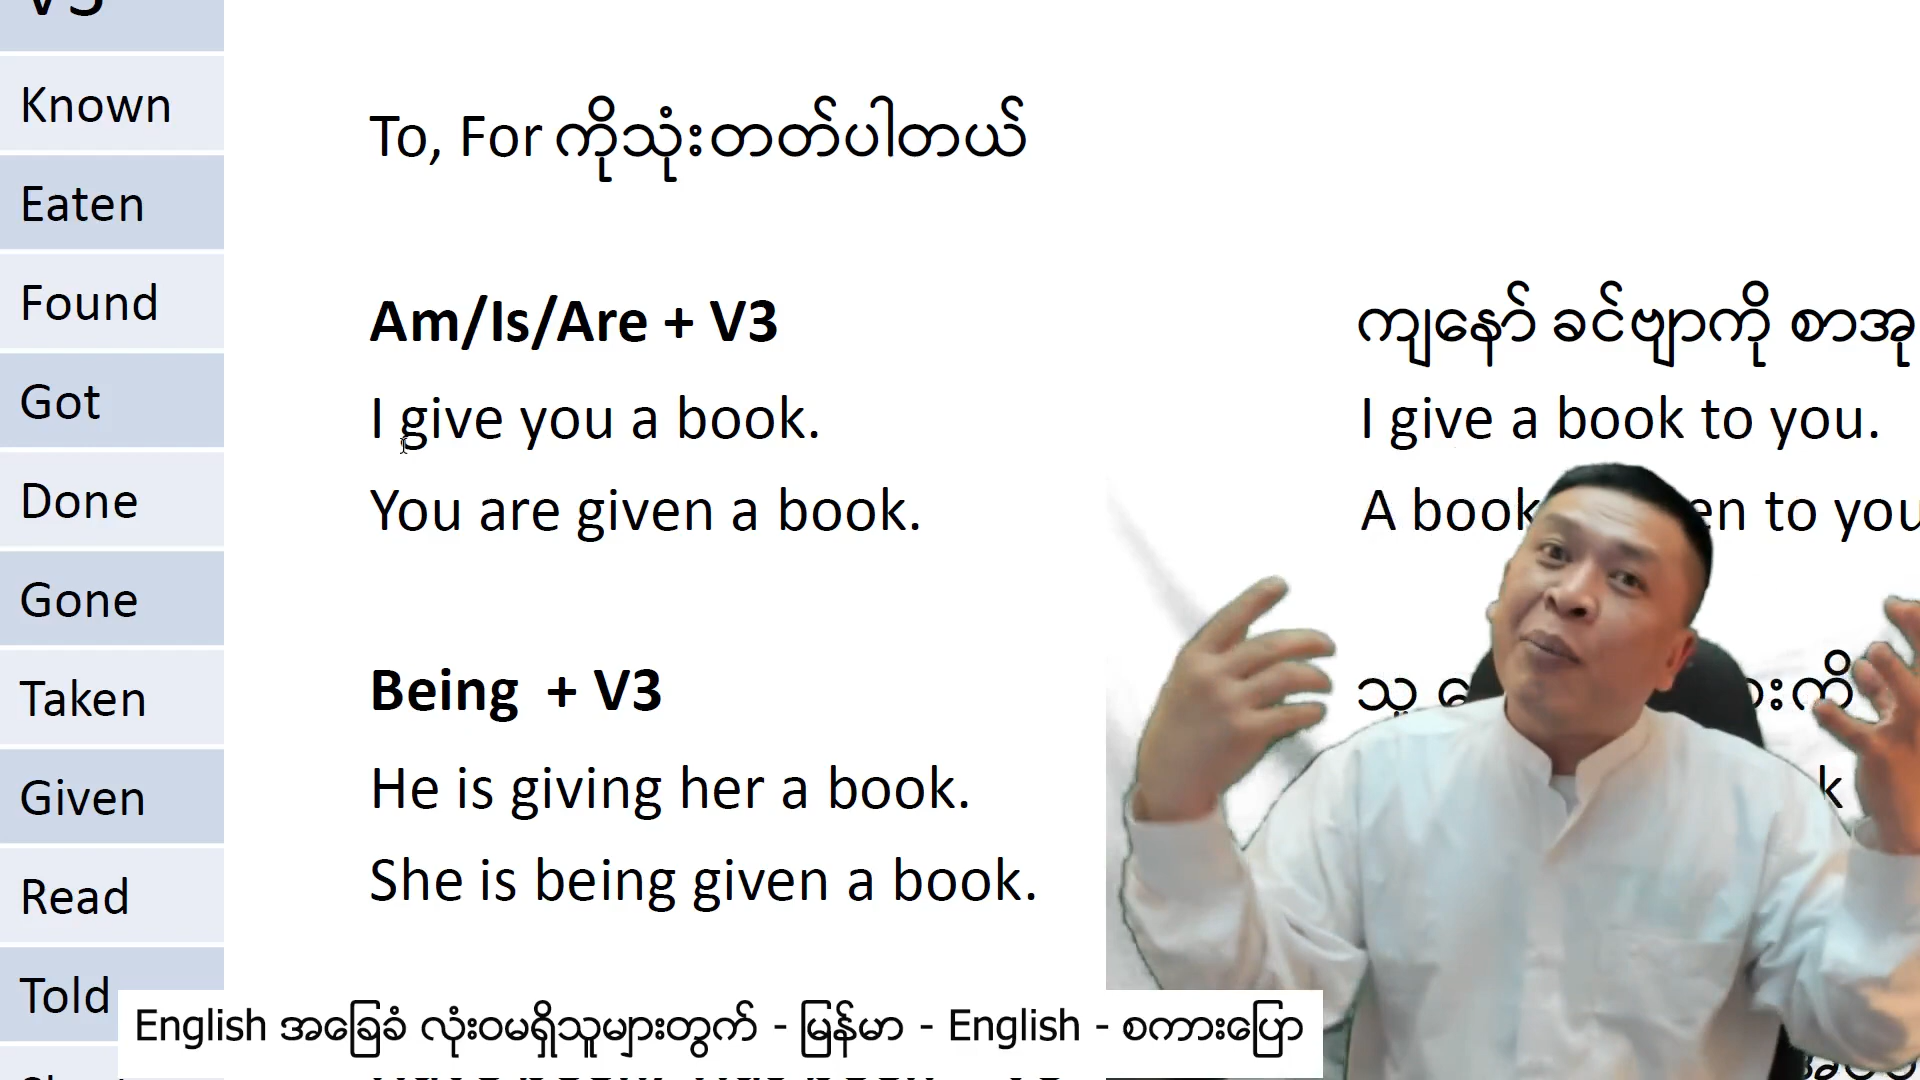 V3
Known
Eaten
Found
Got
Done
Gone
Taken
Given
Read
Told
To, For ကိုသုံးတတ်ပါတယ်
Am/Is/Are + V3
I give you a book.
You are given a book.
Being + V3
He is giving her a book.
She is being given a book.
ကျနော် ခင်ဗျာကို စာအု
I give a book to you.
A book to you
သူ
English အခြေခံ လုံးဝမရှိသူများတွက် - မြန်မာ - English - စကားပြော